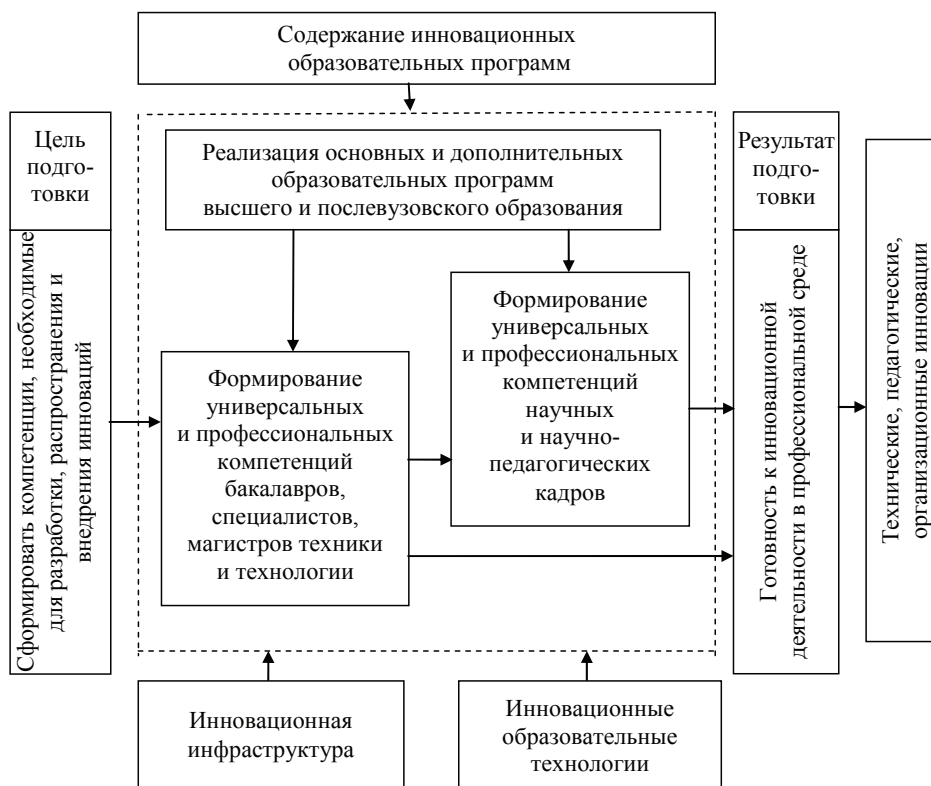 Содержание инновационных
образовательных программ
Цель
подго-
товки
Сформировать компетенции, необходимые
для разработки, распространения и
внедрения инноваций
Реализация основных и дополнительных
образовательных программ
высшего и послевузовского образования
Формирование
универсальных
и профессиональных
компетенций
бакалавров,
специалистов,
магистров техники
и технологии
Формирование
универсальных
и профессиональных
компетенций
научных
и научно-
педагогических
кадров
Результат
подго-
товки
Готовность к инновационной
деятельности в профессиональной среде
Технические, педагогические,
организационные инновации
Инновационная
инфраструктура
Инновационные
образовательные
технологии